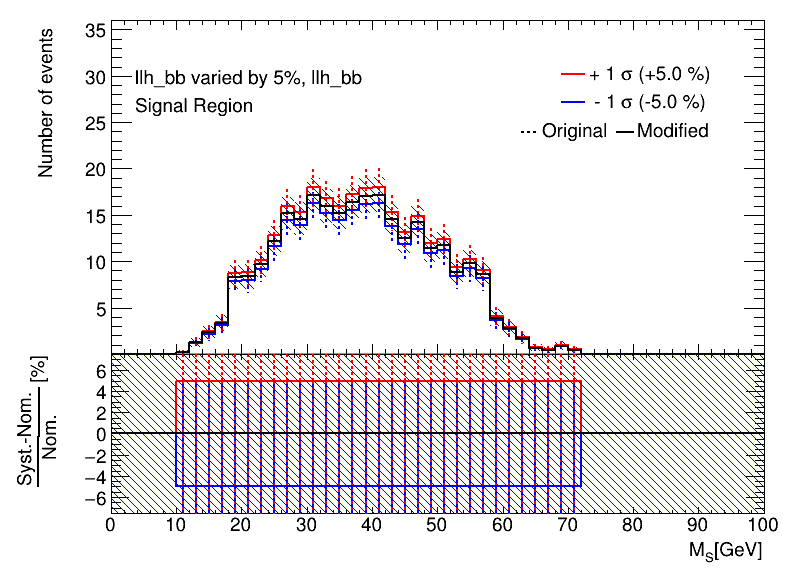 35
30
25
20
15
10
5
Number of events
llh_bb varied by 5%, llh_bb
Signal Region
+ 1 σ (+5.0 %)
- 1 σ (-5.0 %)
Original Modified
6
4
2
0
−2
−4
−6
Syst.-Nom.
Nom.
[%]
0 10 20 30 40 50 60 70 80 90 100
M_S[GeV]